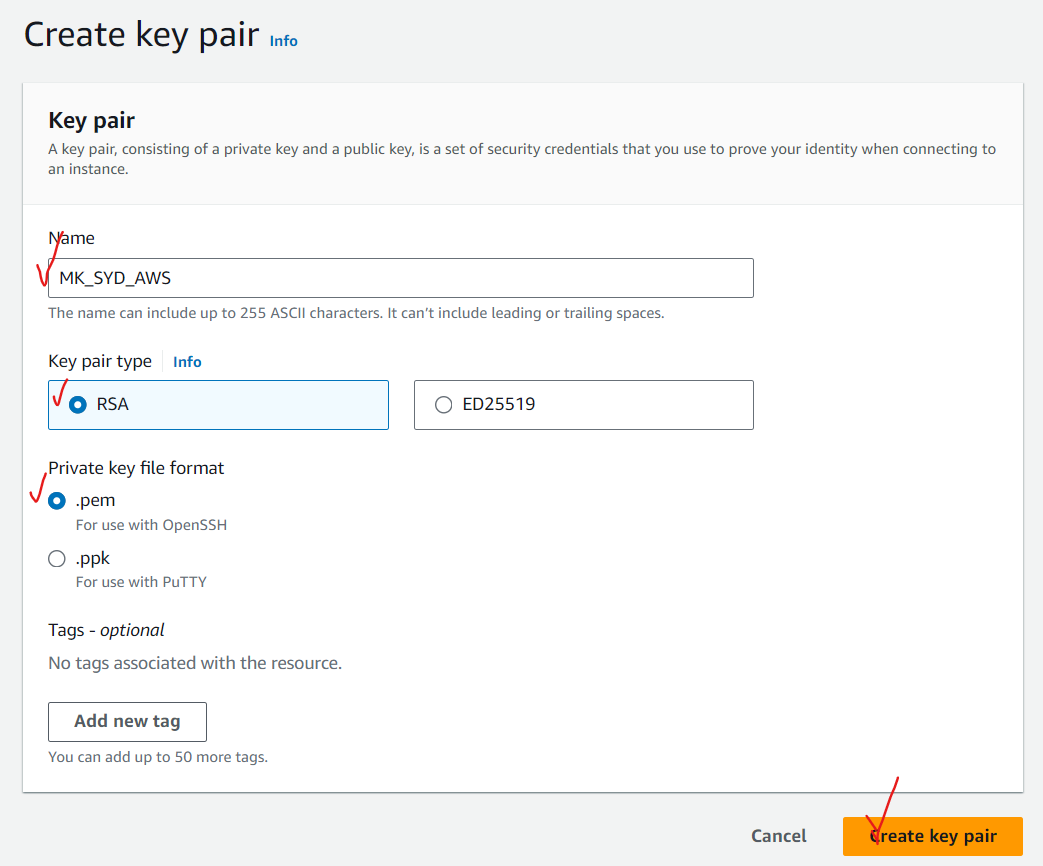 Create key pair Info
Key pair
A key pair, consisting of a private key and a public key, is a set of security credentials that you use to prove your identity when connecting to
an instance.
Name
MK_SYD_AWS
The name can include up to 255 ASCII characters. It can't include leading or trailing spaces.
Key pair type Info
RSA ED25519
Private key file format
.pem
For use with OpenSSH
.ppk
For use with PuTTY
Tags - optional
No tags associated with the resource.
Add new tag
You can add up to 50 more tags.
Cancel Create key pair